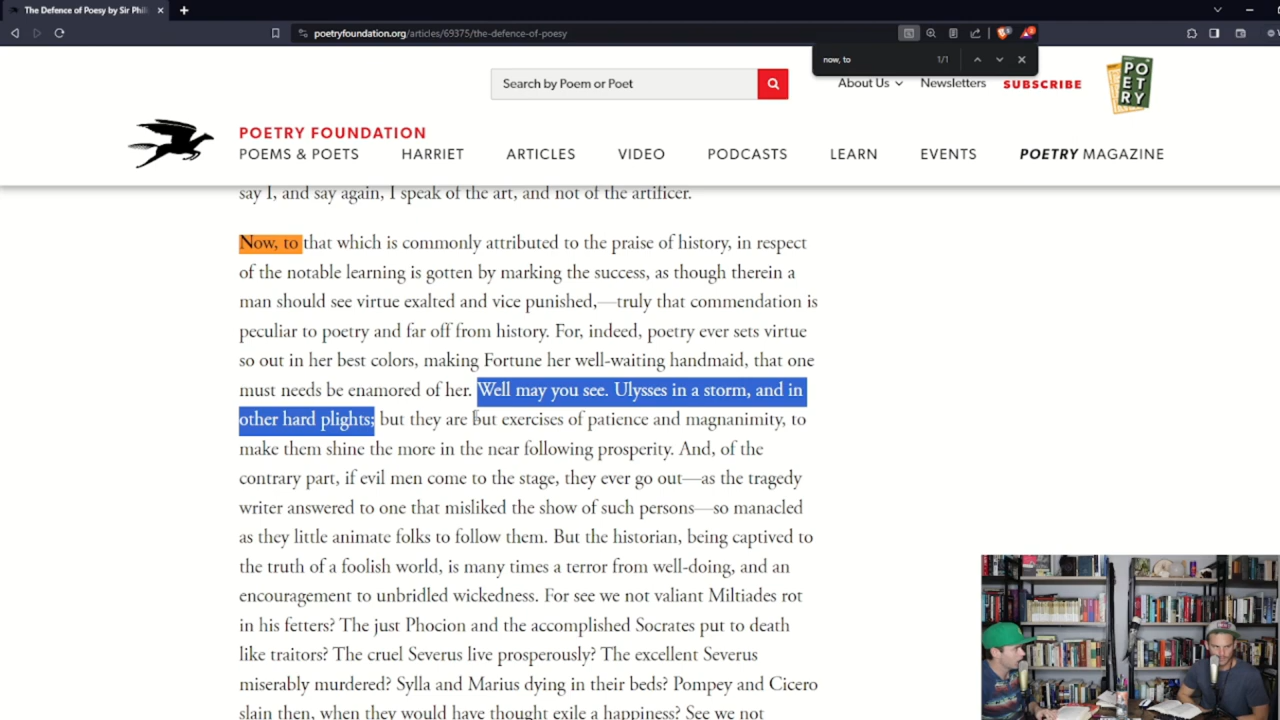 The Defence of Poesy by Sir Phil
poetryfoundation.org/articles/69375/the-defence-of-poesy
now, to
1/1
Search by Poem or Poet
About Us
Newsletters
SUBSCRIBE
PO
ET
RY
POETRY FOUNDATION
POEMS & POETS
HARRIET
ARTICLES
VIDEO
PODCASTS
LEARN
EVENTS
POETRY MAGAZINE
say I, and say again, I speak of the art, and not of the artificer.
Now, to that which is commonly attributed to the praise of history, in respect
of the notable learning is gotten by marking the success, as though therein a
man should see virtue exalted and vice punished,—truly that commendation is
peculiar to poetry and far off from history. For, indeed, poetry ever sets virtue
so out in her best colors, making Fortune her well-waiting handmaid, that one
must needs be enamored of her. Well may you see. Ulysses in a storm, and in
other hard plights; but they are but exercises of patience and magnanimity, to
make them shine the more in the near following prosperity. And, of the
contrary part, if evil men come to the stage, they ever go out—as the tragedy
writer answered to one that misliked the show of such persons—so manacled
as they little animate folks to follow them. But the historian, being captived to
the truth of a foolish world, is many times a terror from well-doing, and an
encouragement to unbridled wickedness. For see we not valiant Miltiades rot
in his fetters? The just Phocion and the accomplished Socrates put to death
like traitors? The cruel Severus live prosperously? The excellent Severus
miserably murdered? Sylla and Marius dying in their beds? Pompey and Cicero
slain then, when they would have thought exile a happiness? See we not